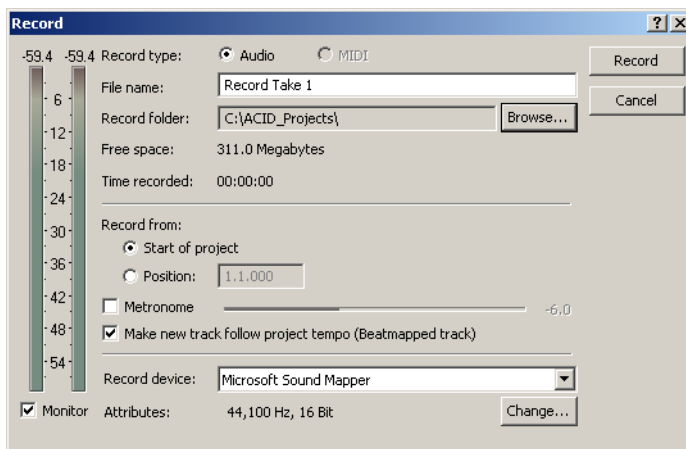 Record
-59.4 -59.4 Record type: Audio MIDI Record
File name: Record Take 1
6 Cancel
Record folder: C:\ACID_Projects\ Browse...
-12-
Free space: 311.0 Megabytes
-18-
Time recorded: 00:00:00
-24-
Record from:
-30-
Start of project
-36-
Position: 1.1.000
-42-
Metronome -6.0
-48-
Make new track follow project tempo (Beatmapped track)
-54-
Record device: Microsoft Sound Mapper
Monitor Attributes: 44,100 Hz, 16 Bit Change...